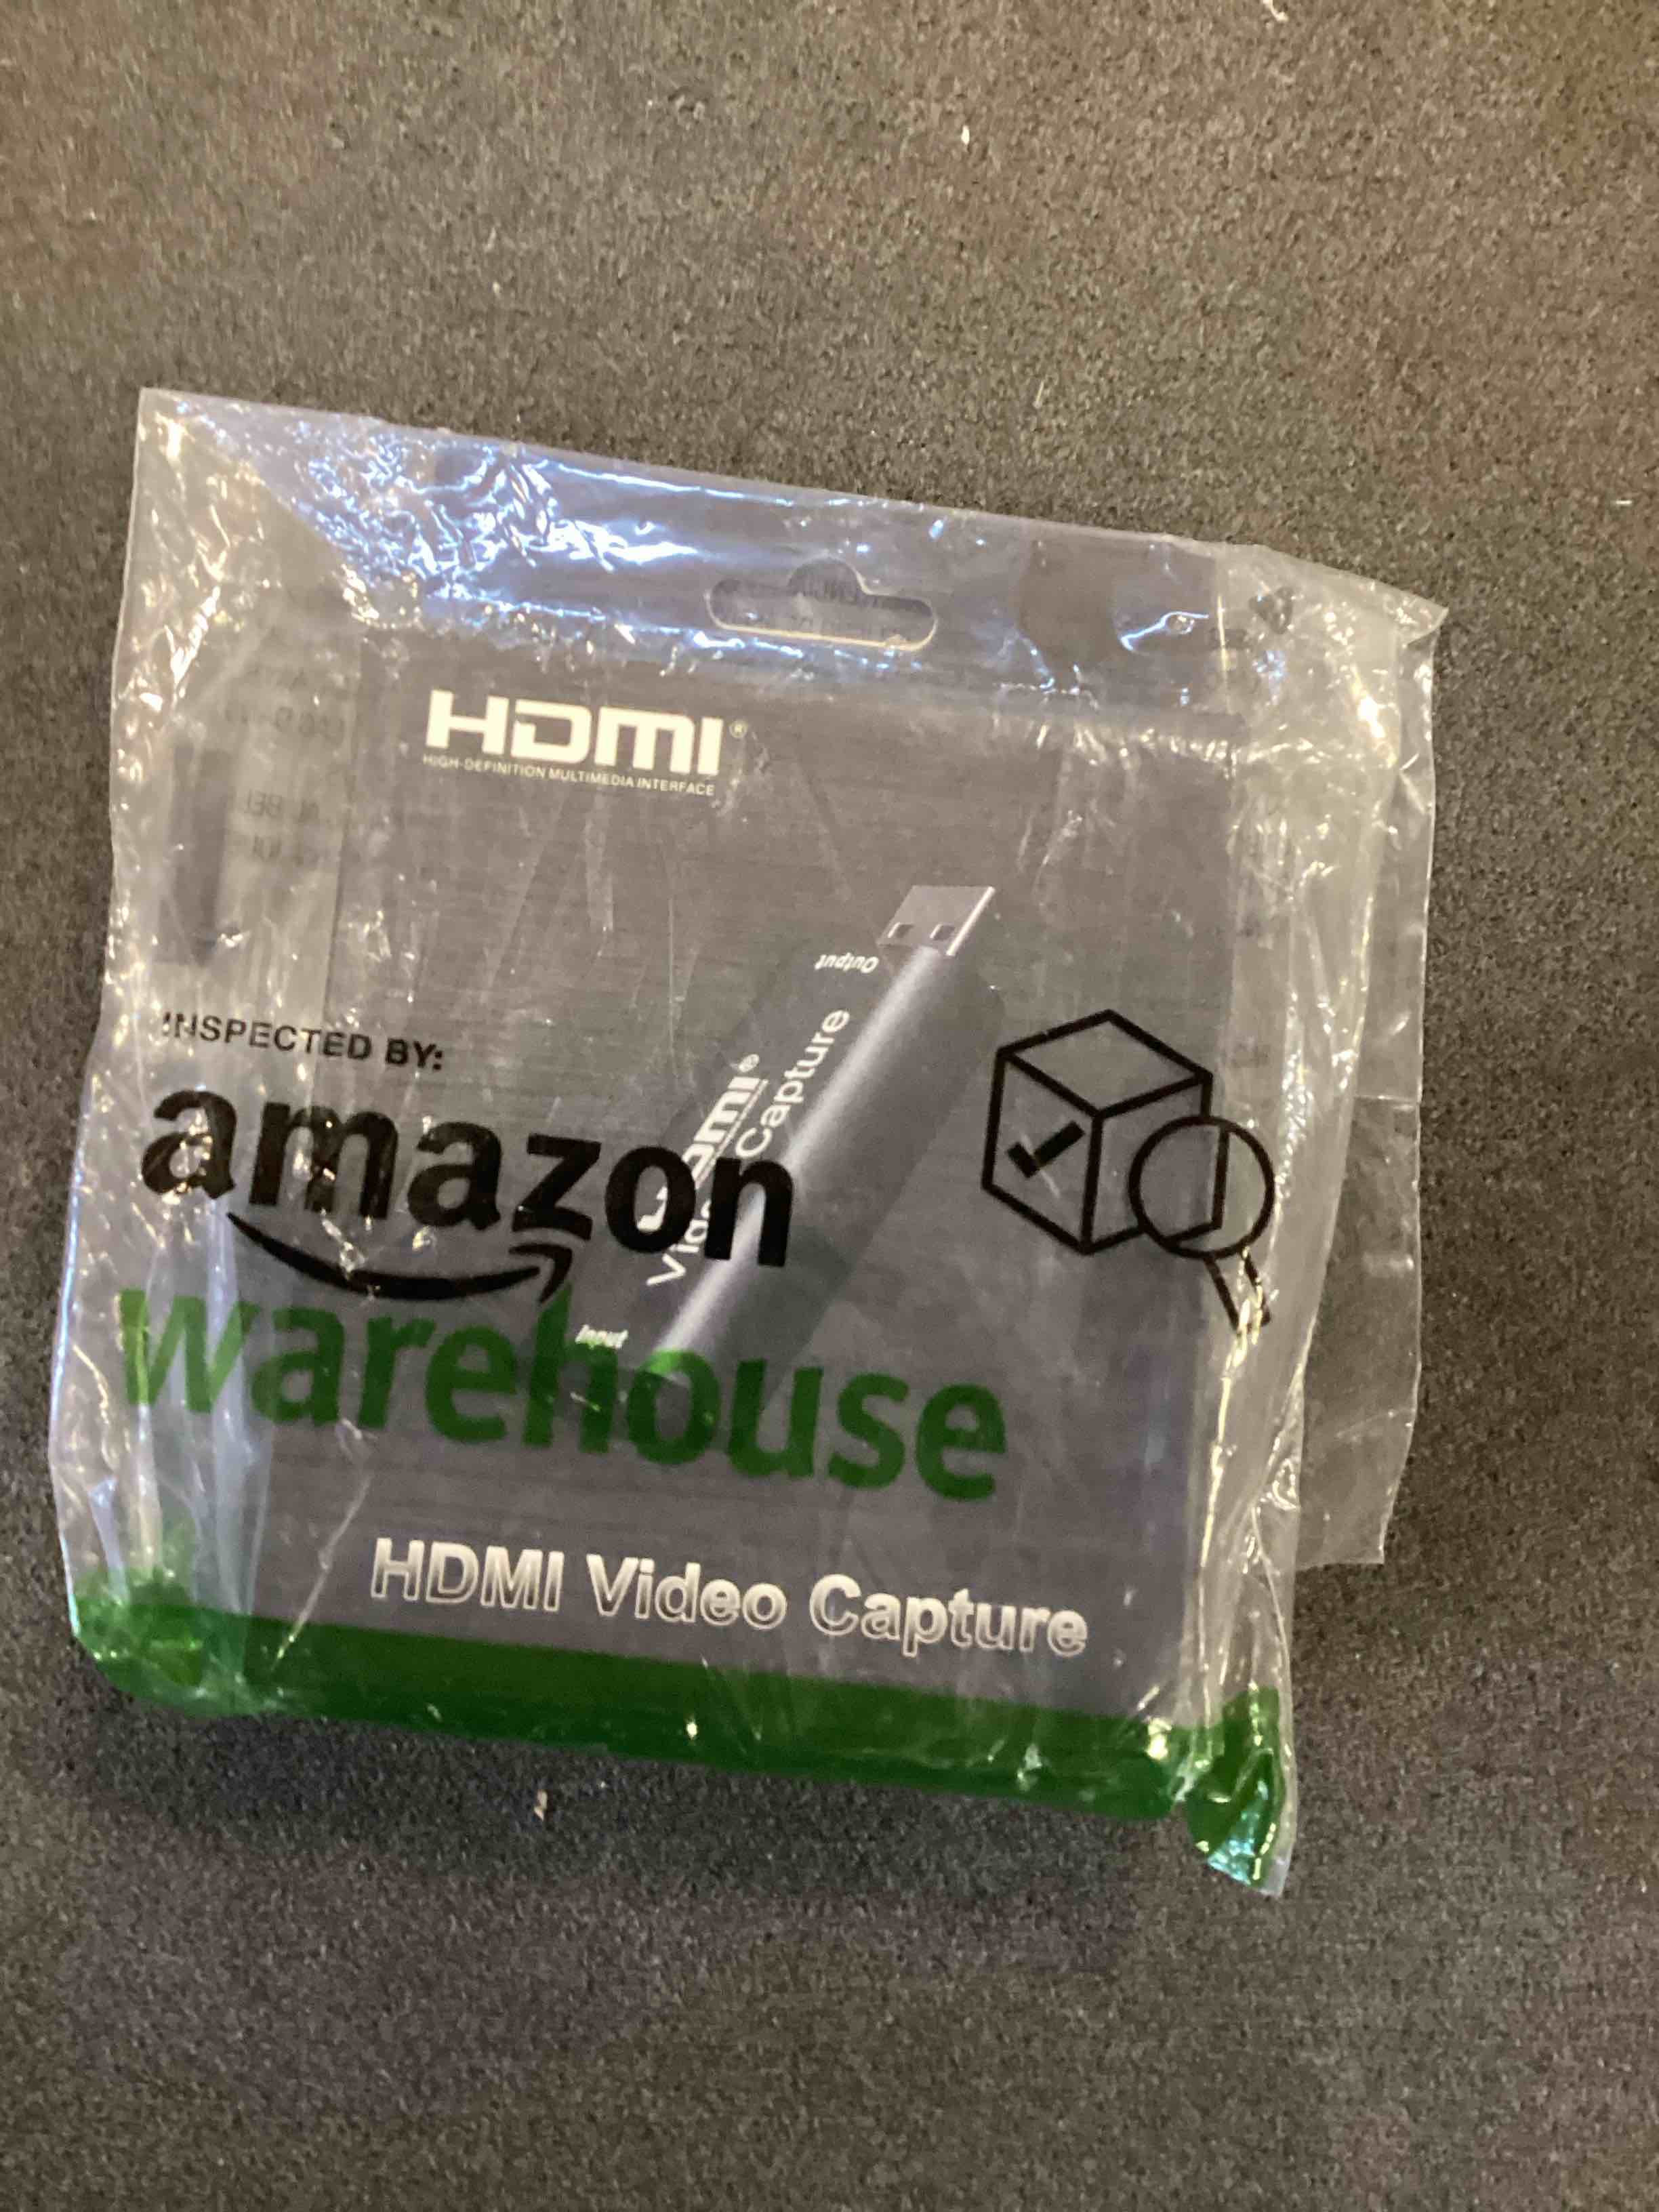 HDMI®
HIGH-DEFINITION MULTIMEDIA INTERFACE
Output
HDMI®
Video Capture
Input
INSPECTED BY:
amazon
warehouse
HDMI Video Capture